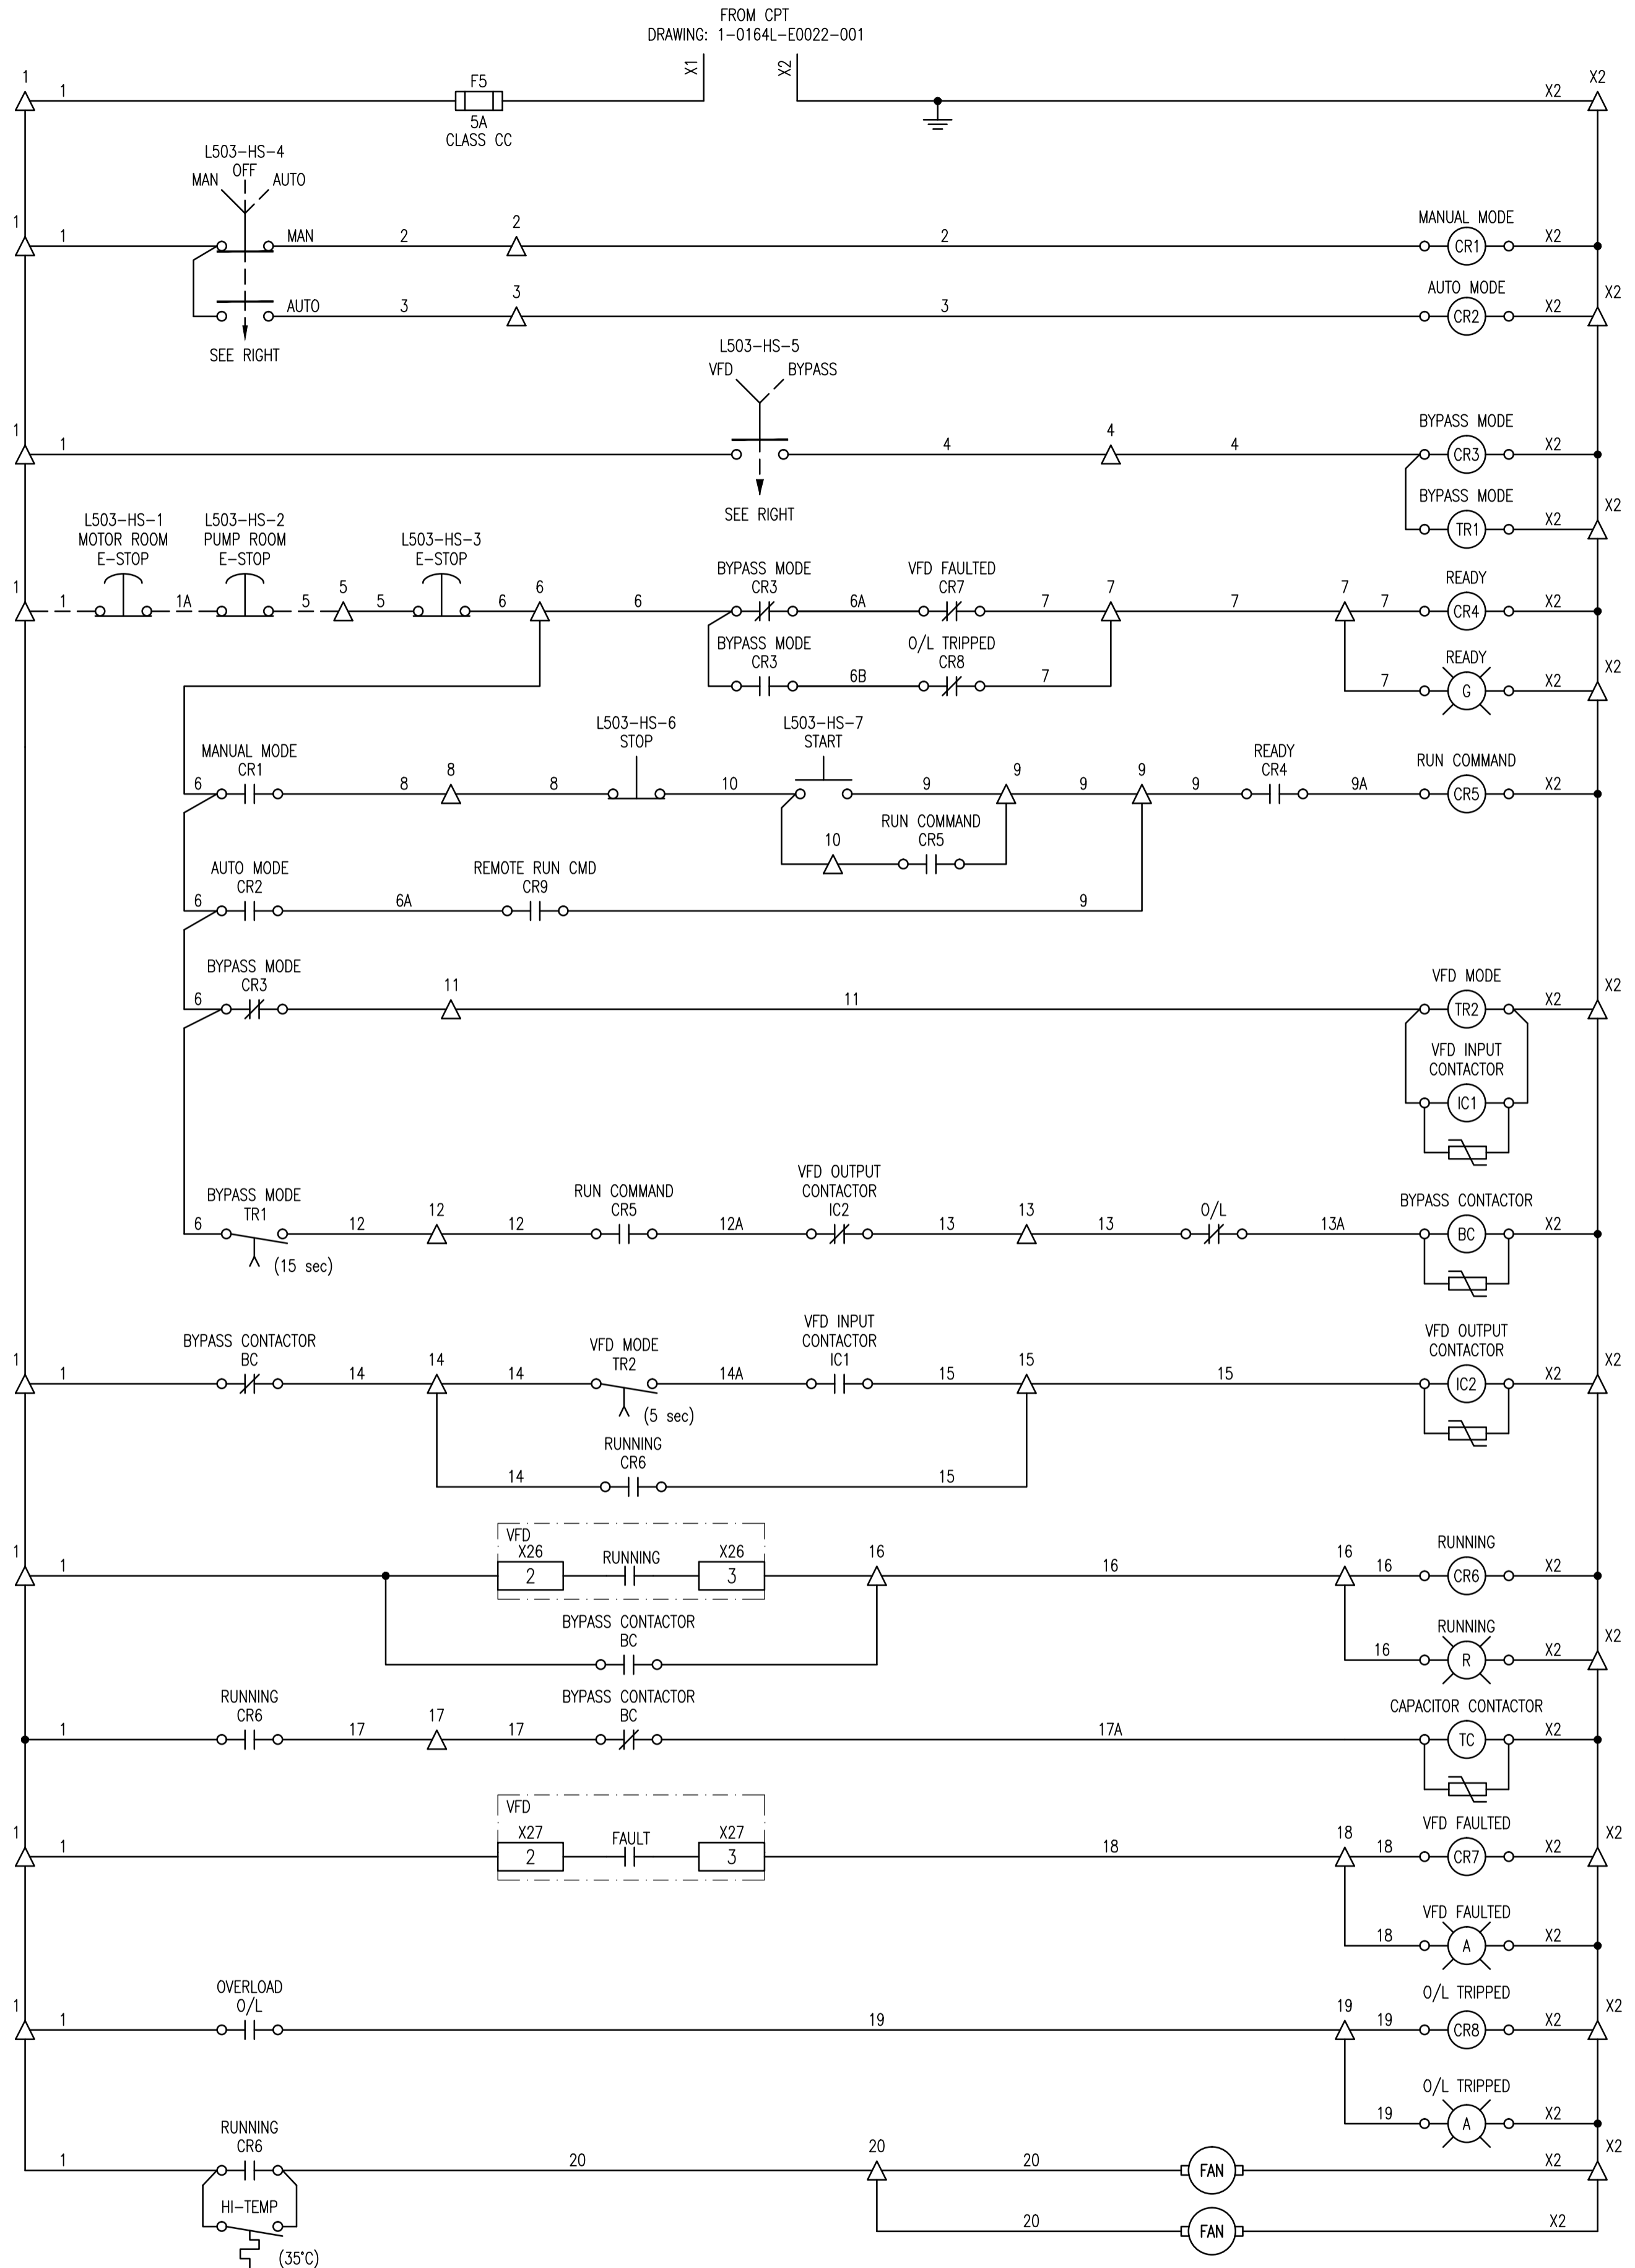 FROM CPT
DRAWING: 1-0164L-E0022-001
X1 X2
1 1 F5 X2 X2
5A
CLASS CC
L503-HS-4
OFF
MAN AUTO
1 1 MAN 2 2 2 MANUAL MODE CR1 X2
AUTO 3 3 3 AUTO MODE CR2 X2 X2
SEE RIGHT
L503-HS-5
VFD BYPASS
1 1 4 4 4 BYPASS MODE CR3 X2
SEE RIGHT
BYPASS MODE TR1 X2 X2
L503-HS-1
MOTOR ROOM
E-STOP
L503-HS-2
PUMP ROOM
E-STOP
L503-HS-3
E-STOP
BYPASS MODE
CR3
VFD FAULTED
CR7
READY
1 1 1A 5 5 5 6 6 6 6A 7 7 7 7 7 CR4 X2
BYPASS MODE
CR3
O/L TRIPPED
CR8
READY
6B 7 7 G X2 X2
L503-HS-6
STOP
L503-HS-7
START
MANUAL MODE
CR1
READY
CR4
RUN COMMAND
6 8 8 8 10 9 9 9 9 9 9A CR5 X2
RUN COMMAND
CR5
10
AUTO MODE
CR2
REMOTE RUN CMD
CR9
6 6A 9
BYPASS MODE
CR3
VFD MODE
6 11 11 TR2 X2 X2
VFD INPUT
CONTACTOR
IC1
BYPASS MODE
TR1
RUN COMMAND
CR5
VFD OUTPUT
CONTACTOR
IC2
O/L
BYPASS CONTACTOR
6 12 12 12 12A 13 13 13 13A BC X2
(15 sec)
BYPASS CONTACTOR
BC
VFD MODE
TR2
VFD INPUT
CONTACTOR
IC1
VFD OUTPUT
CONTACTOR
1 1 14 14 14 14A 15 15 15 IC2 X2 X2
(5 sec)
RUNNING
CR6
14 15
VFD
X26 RUNNING X26
RUNNING
1 1 2 3 16 16 16 16 CR6 X2
BYPASS CONTACTOR
BC
RUNNING
16 R X2 X2
RUNNING
CR6
BYPASS CONTACTOR
BC
CAPACITOR CONTACTOR
1 17 17 17 17A TC X2
VFD
X27 FAULT X27
VFD FAULTED
1 1 2 3 18 18 18 CR7 X2 X2
VFD FAULTED
18 A X2
OVERLOAD
O/L
O/L TRIPPED
1 1 19 19 19 CR8 X2 X2
O/L TRIPPED
19 A X2
RUNNING
CR6
1 20 20 20 FAN X2 X2
HI-TEMP
20 FAN X2
(35°C)